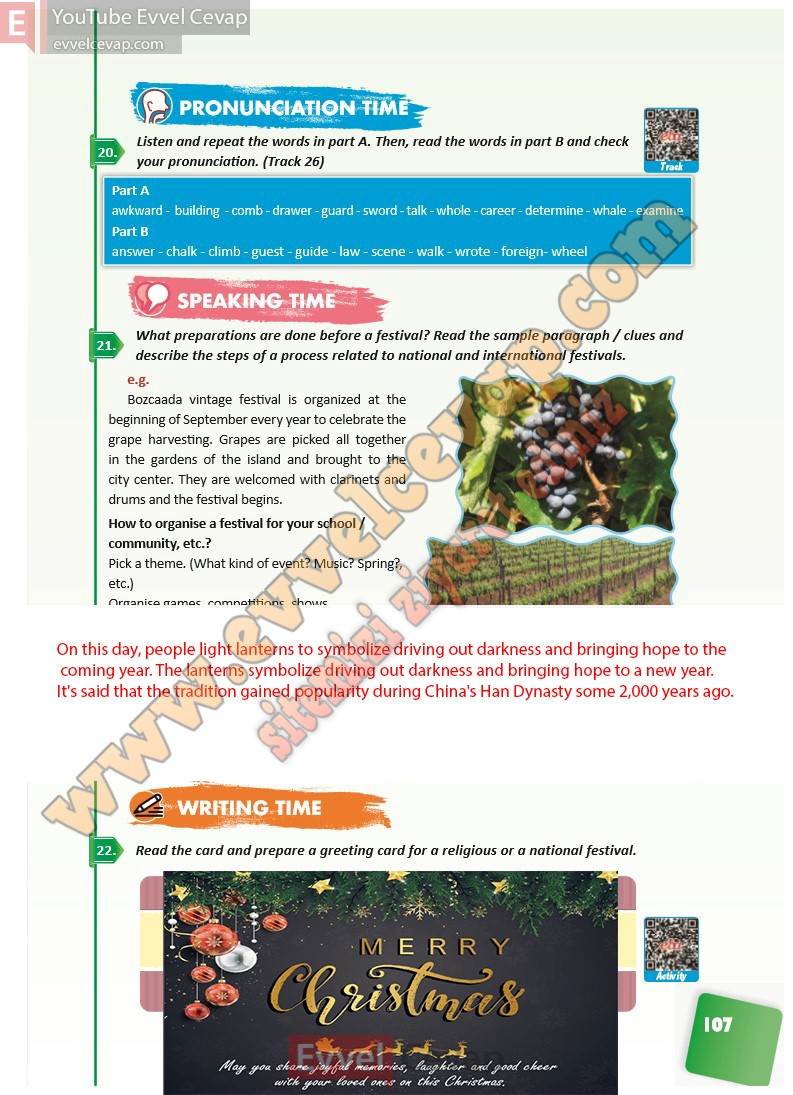 YouTube Evvel Cevap
evvelcevap.com
PRONUNCIATION TIME
20. Listen and repeat the words in part A. Then, read the words in part B and check
your pronunciation. (Track 26)
Track
Part A
awkward - building - comb - drawer - guard - sword - talk - whole - career - determine - whale - examine
Part B
answer - chalk - climb - guest - guide - law - scene - walk - wrote - foreign- wheel
SPEAKING TIME
21. What preparations are done before a festival? Read the sample paragraph / clues and
describe the steps of a process related to national and international festivals.
e.g.
Bozcaada vintage festival is organized at the
beginning of September every year to celebrate the
grape harvesting. Grapes are picked all together
in the gardens of the island and brought to the
city center. They are welcomed with clarinets and
drums and the festival begins.
How to organise a festival for your school /
community, etc.?
Pick a theme. (What kind of event? Music? Spring?,
etc.)
Organise games, competitions, shows
On this day, people light lanterns to symbolize driving out darkness and bringing hope to the
coming year. The lanterns symbolize driving out darkness and bringing hope to a new year.
It's said that the tradition gained popularity during China's Han Dynasty some 2,000 years ago.
www.evvelcevap.com
sitemizi ziyaret ediniz
WRITING TIME
22. Read the card and prepare a greeting card for a religious or a national festival.
MERRY
Christmas
Evvel Cevap
May you share joyful memories, laughter and good cheer
with your loved ones on this Christmas.
Activity
107